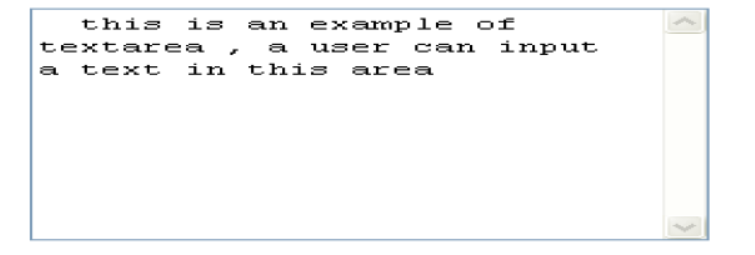 this is an example of
textarea , a user can input
a text in this area